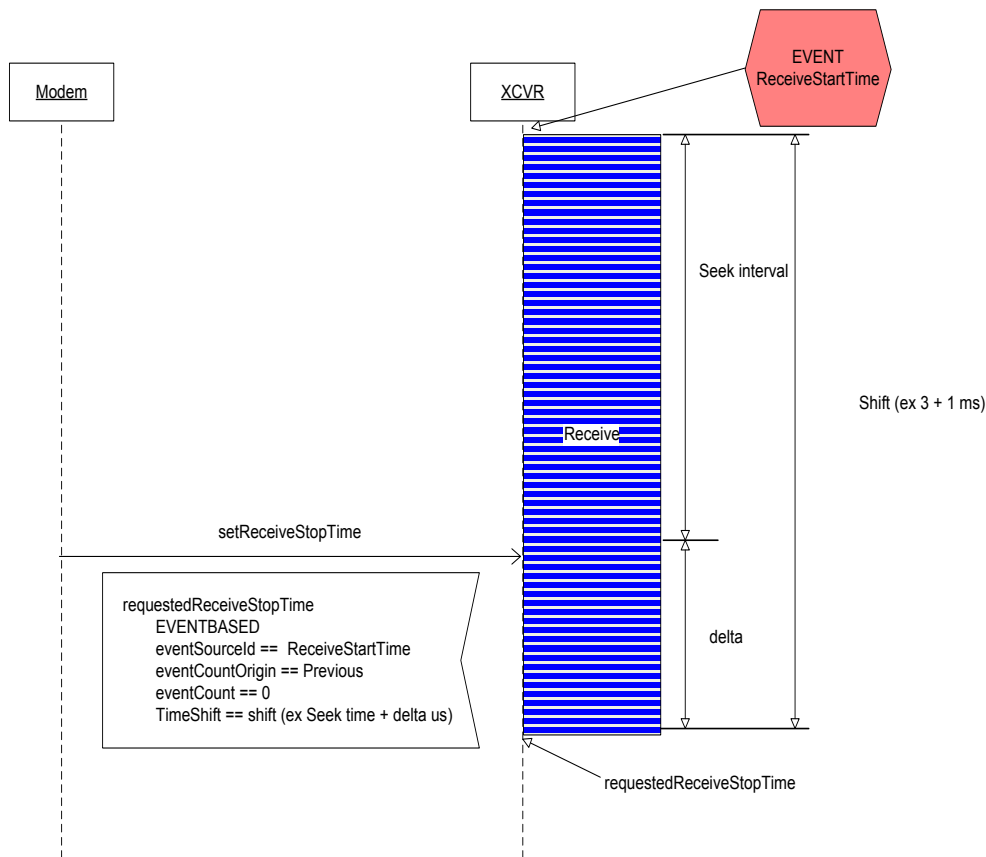 EVENT
ReceiveStartTime
Modem
XCVR
Seek interval
Shift (ex 3 + 1 ms)
Receive
setReceiveStopTime
requestedReceiveStopTime
EVENTBASED
eventSourceId == ReceiveStartTime
eventCountOrigin == Previous
eventCount == 0
TimeShift == shift (ex Seek time + delta us)
delta
requestedReceiveStopTime